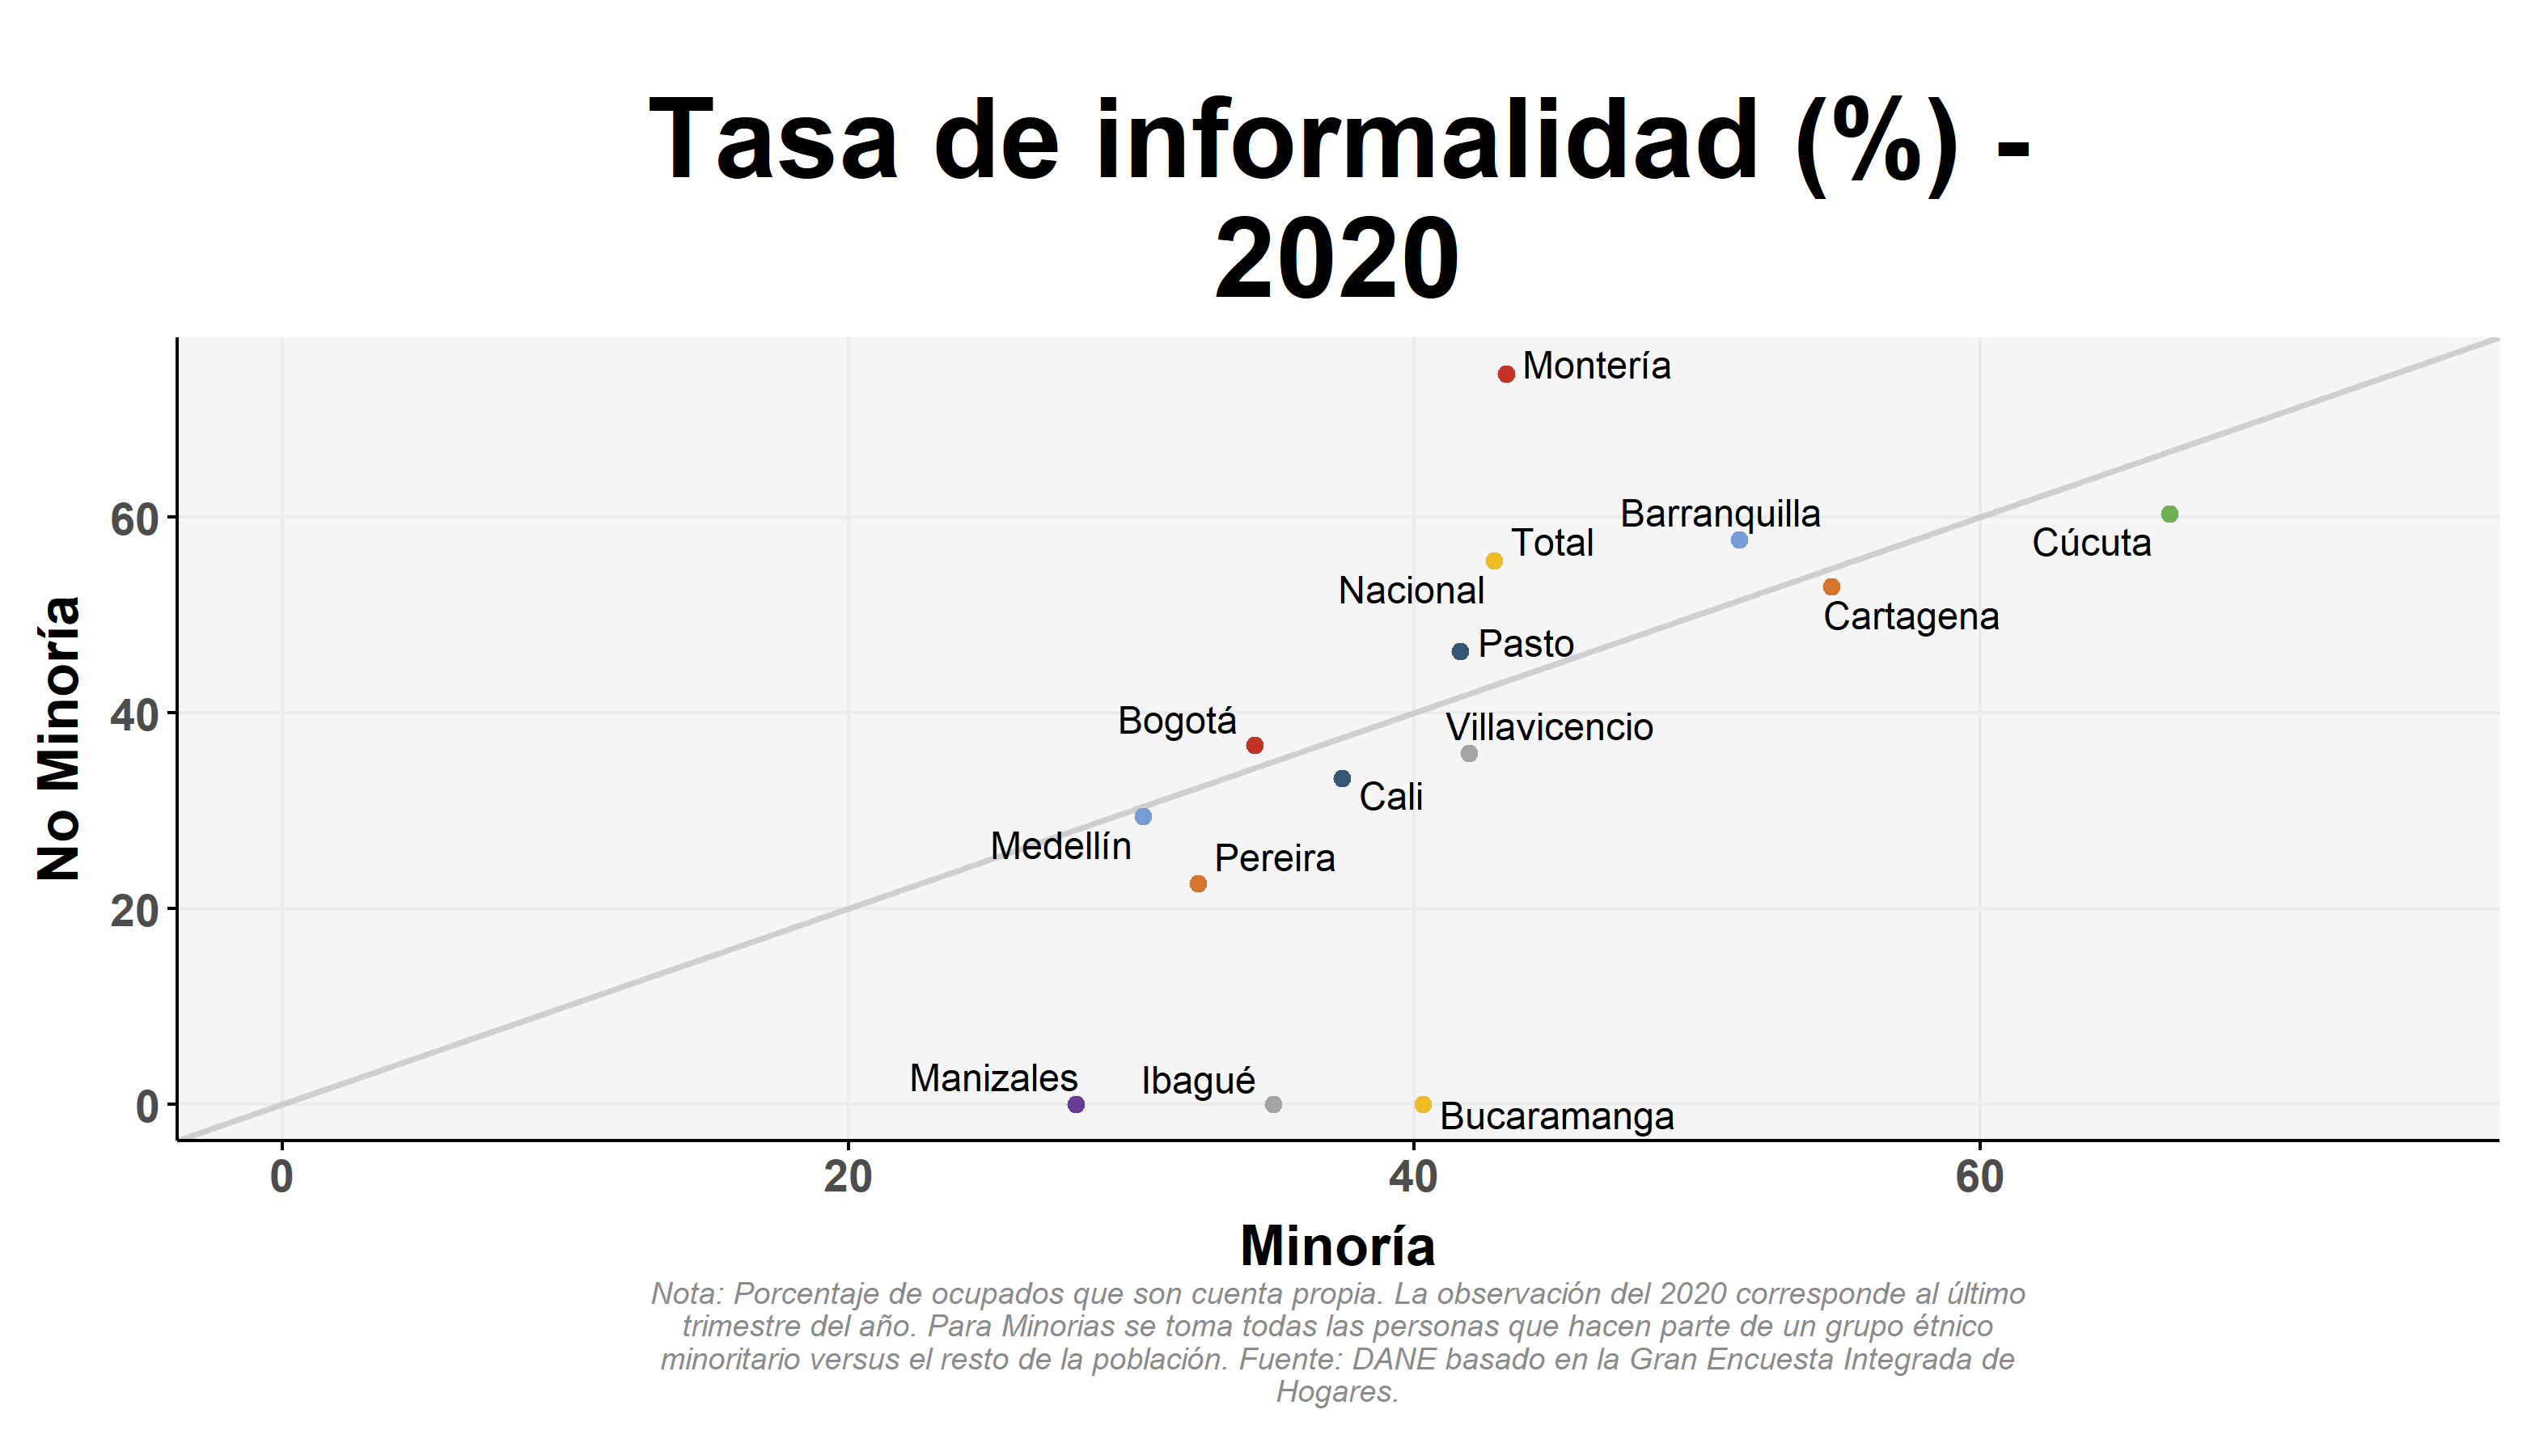 Tasa de informalidad (%) -
2020
No Minoría
60
40
20
0
Montería
Barranquilla
Total
Nacional
Cúcuta
Cartagena
Pasto
Bogotá
Villavicencio
Cali
Medellín
Pereira
Manizales
Ibagué
Bucaramanga
0 20 40 60
Minoría
Nota: Porcentaje de ocupados que son cuenta propia. La observación del 2020 corresponde al último
trimestre del año. Para Minorias se toma todas las personas que hacen parte de un grupo étnico
minoritario versus el resto de la población. Fuente: DANE basado en la Gran Encuesta Integrada de
Hogares.